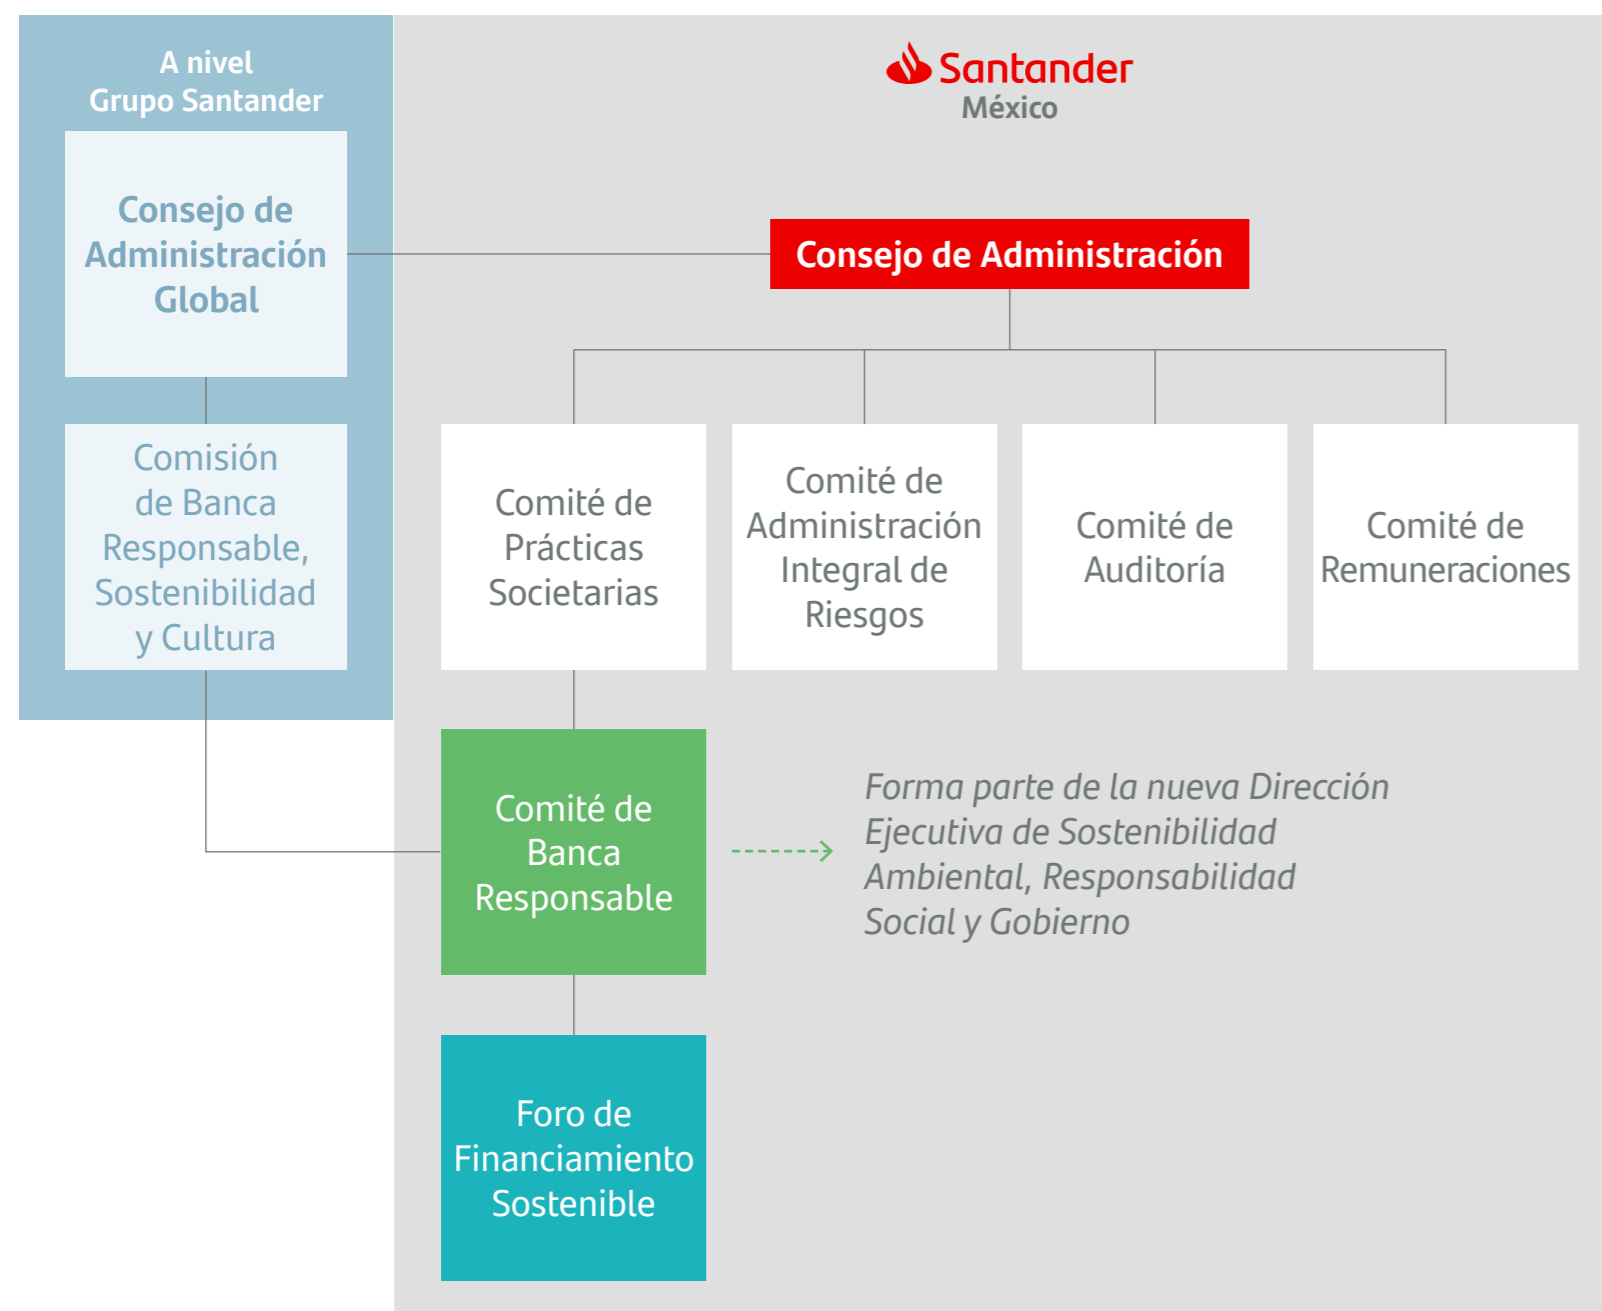 A nivel
Grupo Santander
Santander
México
Consejo de
Administración
Global
Consejo de Administración
Comisión
de Banca
Responsable,
Sostenibilidad
y Cultura
Comité de
Prácticas
Societarias
Comité de
Administración
Integral de
Riesgos
Comité de
Auditoría
Comité de
Remuneraciones
Comité de
Banca
Responsable
Forma parte de la nueva Dirección
Ejecutiva de Sostenibilidad
Ambiental, Responsabilidad
Social y Gobierno
Foro de
Financiamiento
Sostenible